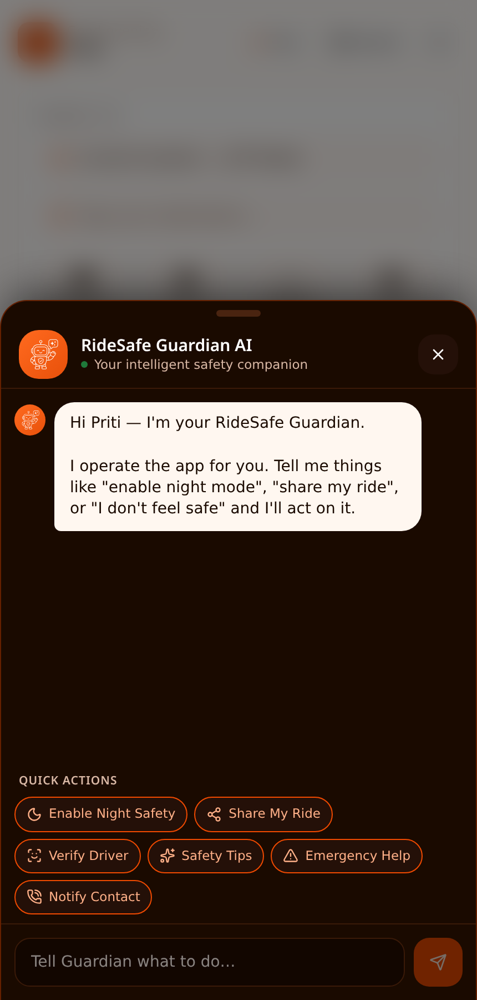 RideSafe Guardian AI
Your intelligent safety companion
Hi Priti — I'm your RideSafe Guardian.
I operate the app for you. Tell me things
like "enable night mode", "share my ride",
or "I don't feel safe" and I'll act on it.
QUICK ACTIONS
Enable Night Safety
Share My Ride
Verify Driver
Safety Tips
Emergency Help
Notify Contact
Tell Guardian what to do...